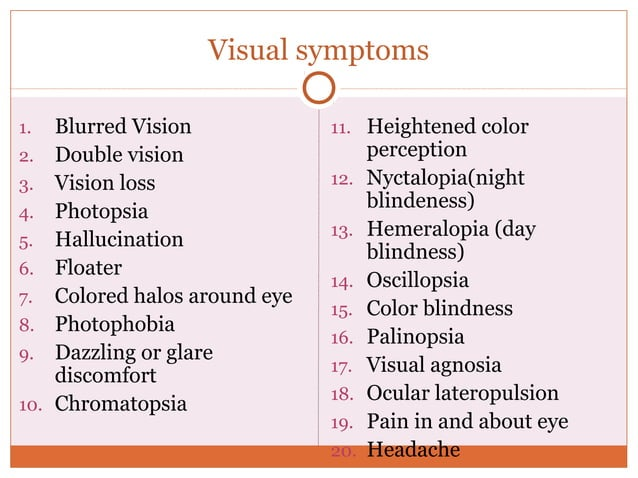 Visual symptoms
1. Blurred Vision
2. Double vision
3. Vision loss
4. Photopsia
5. Hallucination
6. Floater
7. Colored halos around eye
8. Photophobia
9. Dazzling or glare
discomfort
10. Chromatopsia
11. Heightened color
perception
12. Nyctalopia(night
blindeness)
13. Hemeralopia (day
blindness)
14. Oscillopsia
15. Color blindness
16. Palinopsia
17. Visual agnosia
18. Ocular lateropulsion
19. Pain in and about eye
20. Headache